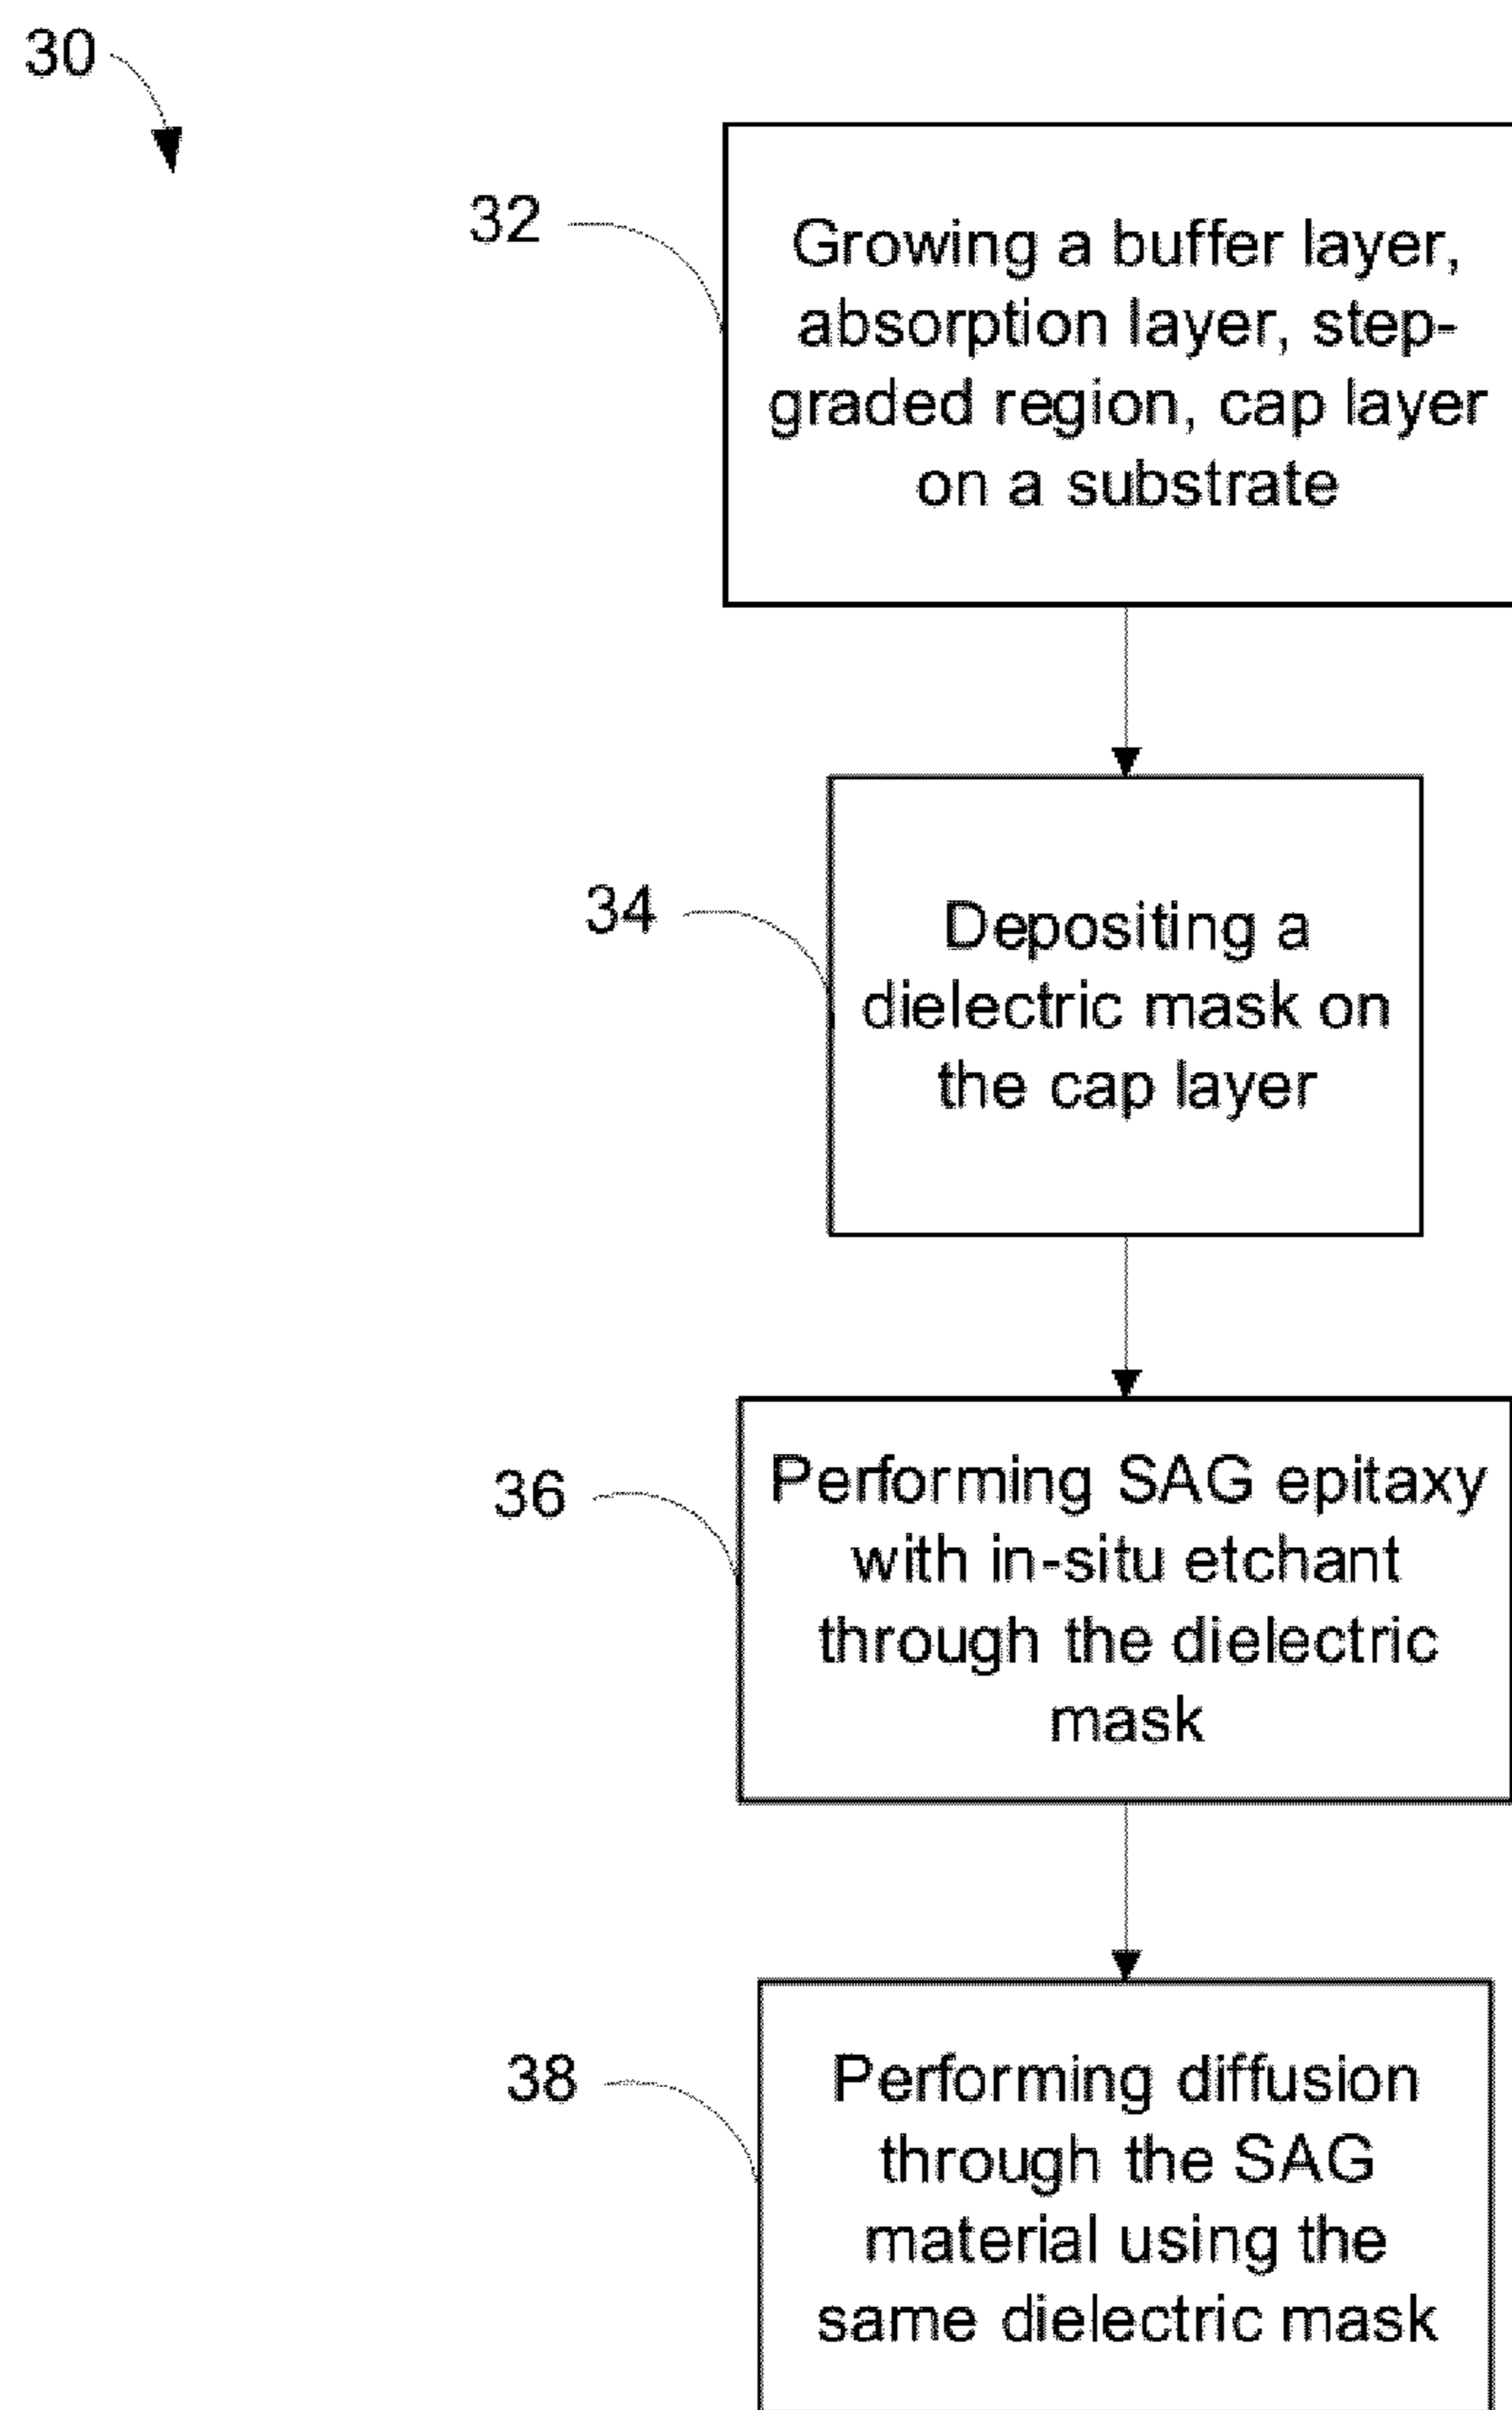 30
32
Growing a buffer layer,
absorption layer, step-
graded region, cap layer
on a substrate
34
Depositing a
dielectric mask on
the cap layer
36
Performing SAG epitaxy
with in-situ etchant
through the dielectric
mask
38
Performing diffusion
through the SAG
material using the
same dielectric mask